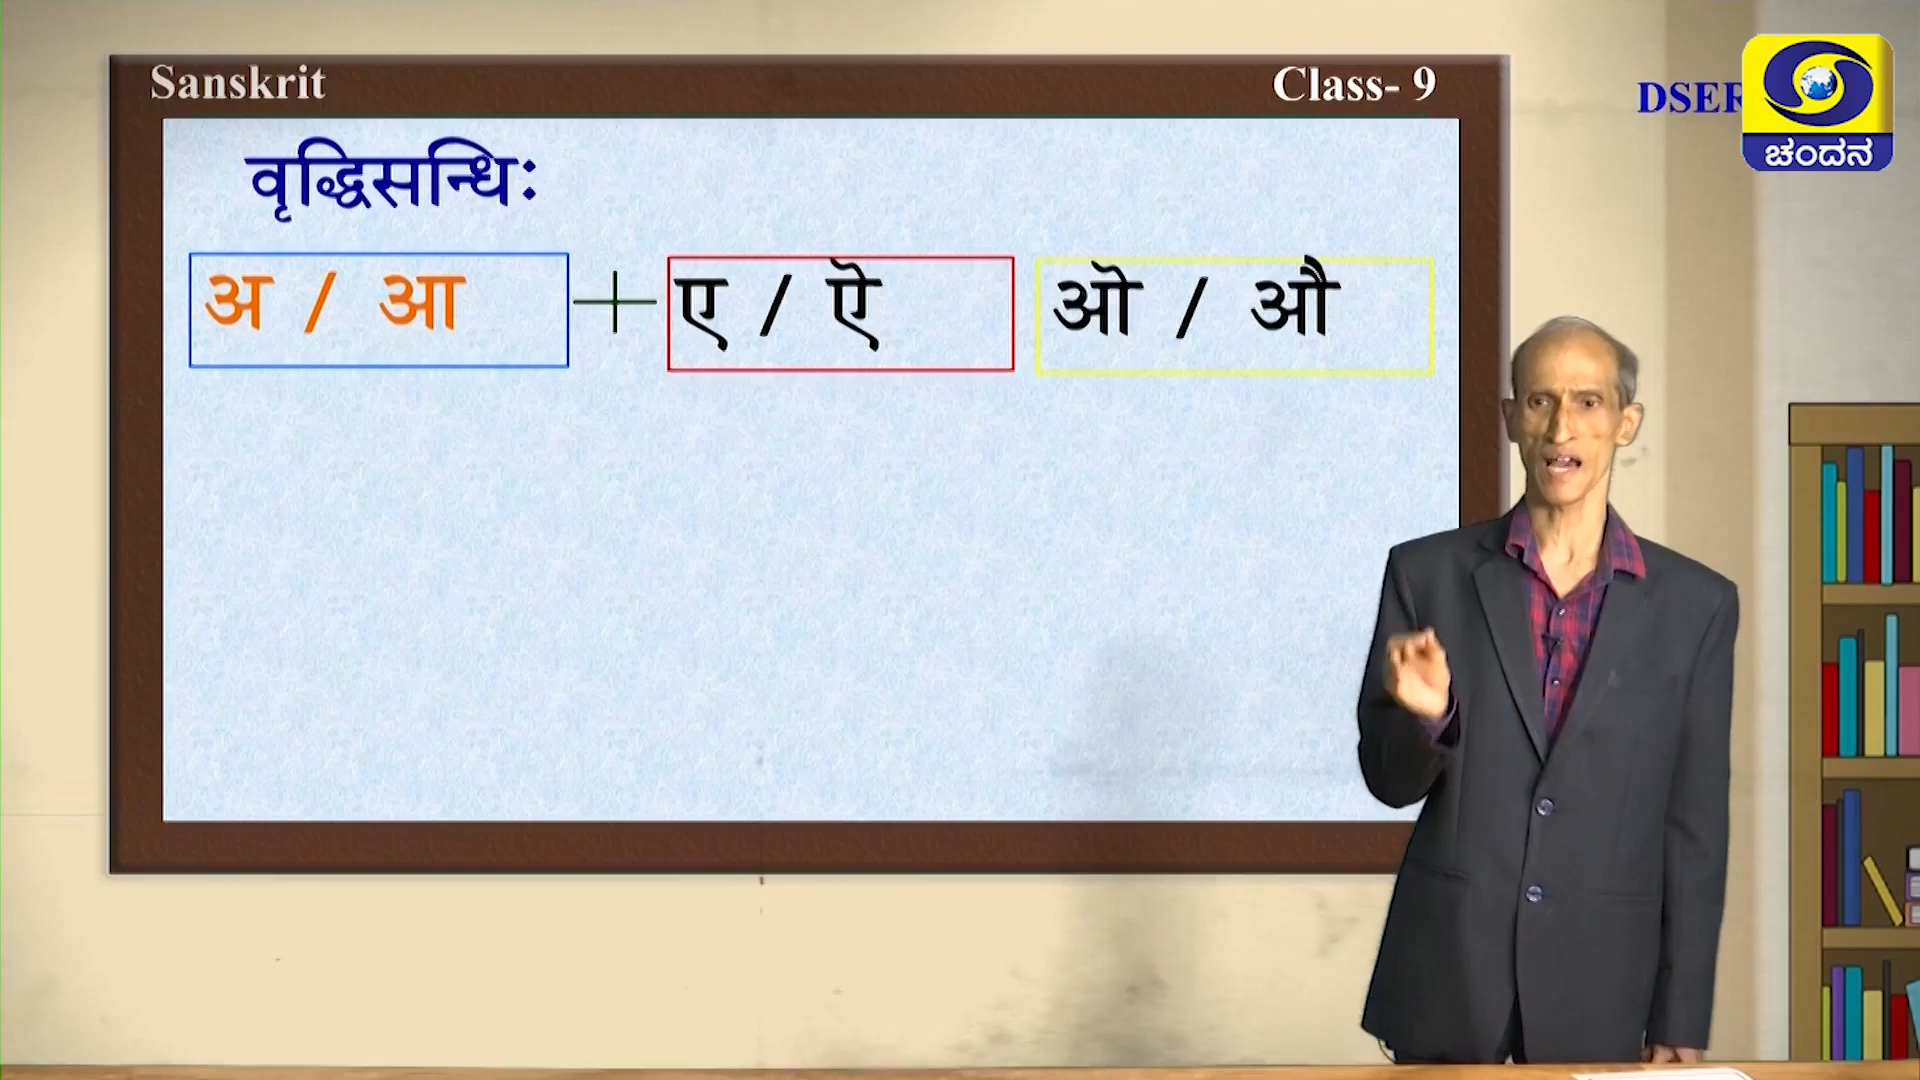 Sanskrit
Class- 9
DSER
ಚಂದನ
वृद्धिसन्धिः
अ / आ + ए / ऎ ऒ / औ